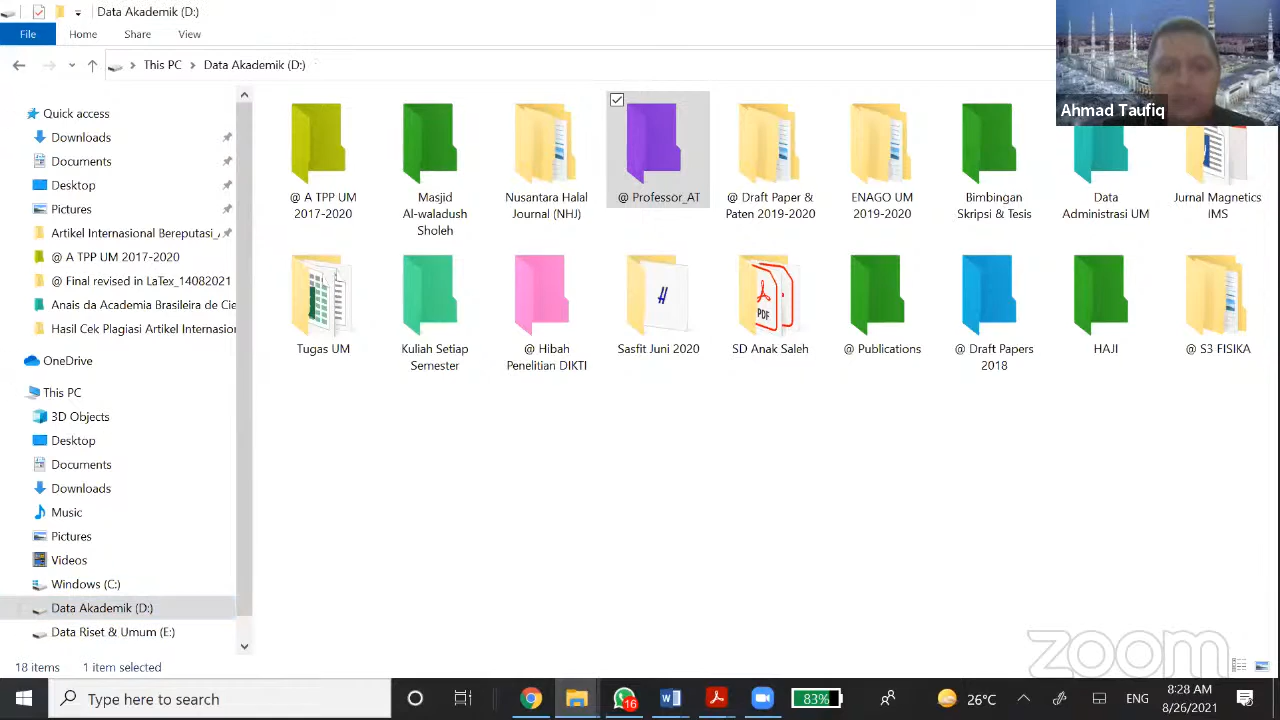 Data Akademik (D:)
File Home Share View
This PC Data Akademik (D:)
Ahmad Taufiq
Quick access
Downloads
Documents
Desktop
Pictures
Artikel Internasional Bereputasi_
@ A TPP UM 2017-2020
@ Final revised in LaTex_14082021
Anais da Academia Brasileira de Cie
Hasil Cek Plagiasi Artikel Internasion
OneDrive
This PC
3D Objects
Desktop
Documents
Downloads
Music
Pictures
Videos
Windows (C:)
Data Akademik (D:)
Data Riset & Umum (E:)
@ A TPP UM
2017-2020
Masjid
Al-waladush
Sholeh
Nusantara Halal
Journal (NHJ)
@ Professor_AT
@ Draft Paper &
Paten 2019-2020
ENAGO UM
2019-2020
Bimbingan
Skripsi & Tesis
Data
Administrasi UM
Jurnal Magnetics
IMS
Tugas UM
Kuliah Setiap
Semester
@ Hibah
Penelitian DIKTI
Sasfit Juni 2020
PDF
SD Anak Saleh
@ Publications
@ Draft Papers
2018
HAJI
@ S3 FISIKA
zoom
18 items 1 item selected
Type here to search
16
83%
26°C
ENG
8:28 AM
8/26/2021